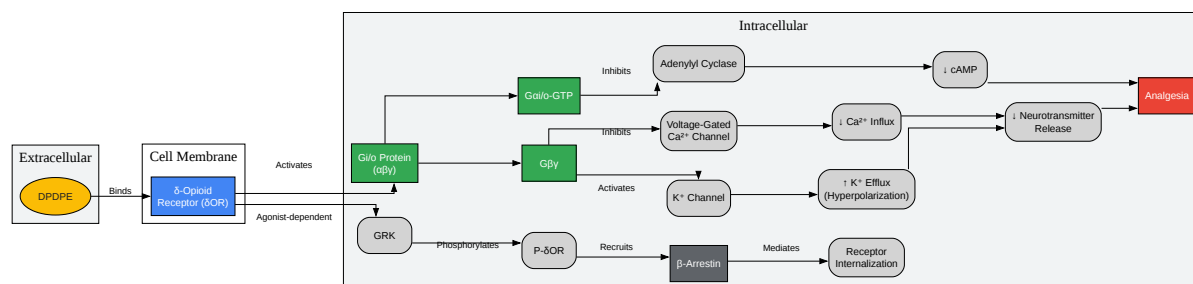 Intracellular
Adenylyl Cyclase
↓ cAMP
Inhibits
Gαi/o-GTP
Analgesia
Voltage-Gated
Ca²⁺ Channel
Inhibits
↓ Ca²⁺ Influx
↓ Neurotransmitter
Release
Extracellular
Cell Membrane
Activates
Gi/o Protein
(αβγ)
Gβγ
DPDPE
Binds
δ-Opioid
Receptor (δOR)
Activates
K⁺ Channel
↑ K⁺ Efflux
(Hyperpolarization)
Agonist-dependent
GRK
Phosphorylates
P-δOR
Recruits
β-Arrestin
Mediates
Receptor
Internalization